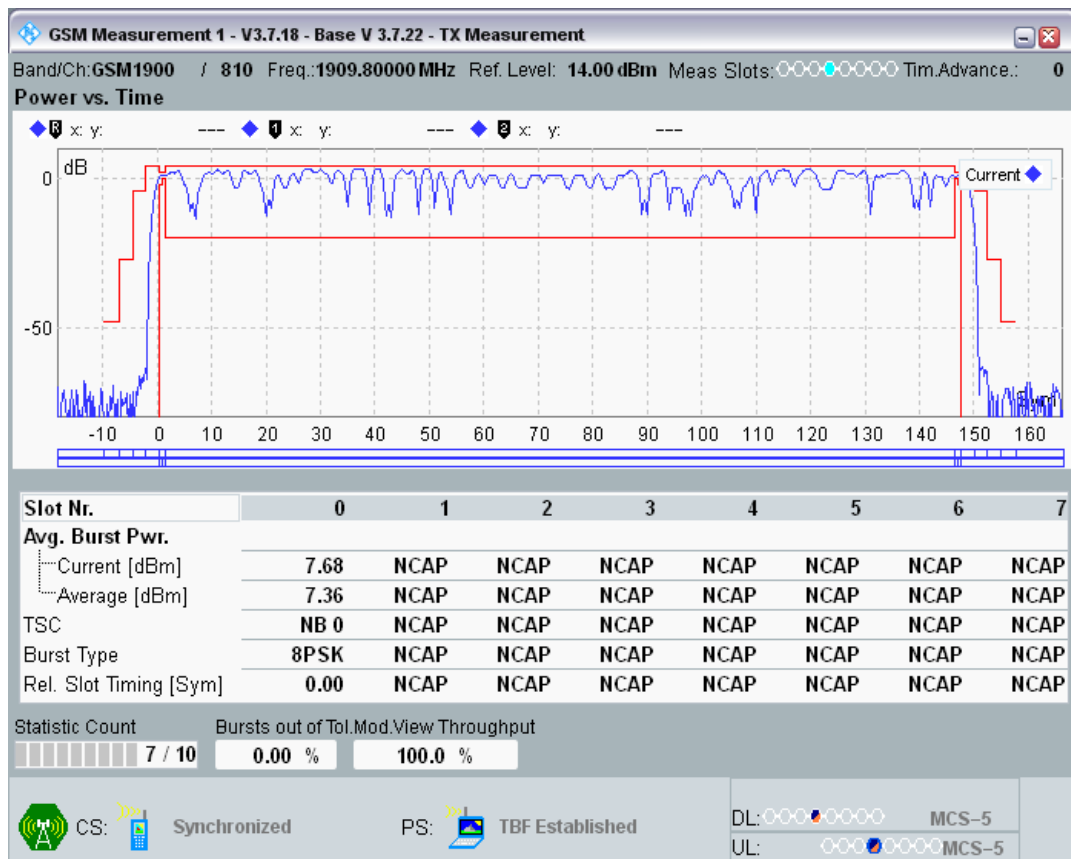 GSM Measurement 1 - V3.7.18 - Base V 3.7.22 - TX Measurement
Band/Ch:GSM1900 / 810 Freq.:1909.80000 MHz Ref. Level: 14.00 dBm Meas Slots: Tim.Advance.: 0
Power vs. Time
R x: y: --- 1 x: y: --- 2 x: y: ---
dB
Current
0
-50
Sym
-10 0 10 20 30 40 50 60 70 80 90 100 110 120 130 140 150 160
Slot Nr. 0 1 2 3 4 5 6 7
Avg. Burst Pwr.
Current [dBm] 7.68 NCAP NCAP NCAP NCAP NCAP NCAP NCAP
Average [dBm] 7.36 NCAP NCAP NCAP NCAP NCAP NCAP NCAP
TSC NB 0 NCAP NCAP NCAP NCAP NCAP NCAP NCAP
Burst Type 8PSK NCAP NCAP NCAP NCAP NCAP NCAP NCAP
Rel. Slot Timing [Sym] 0.00 NCAP NCAP NCAP NCAP NCAP NCAP NCAP
Statistic Count Bursts out of Tol.Mod.View Throughput
7 / 10 0.00 % 100.0 %
CS: Synchronized PS: TBF Established DL: MCS-5
UL: MCS-5